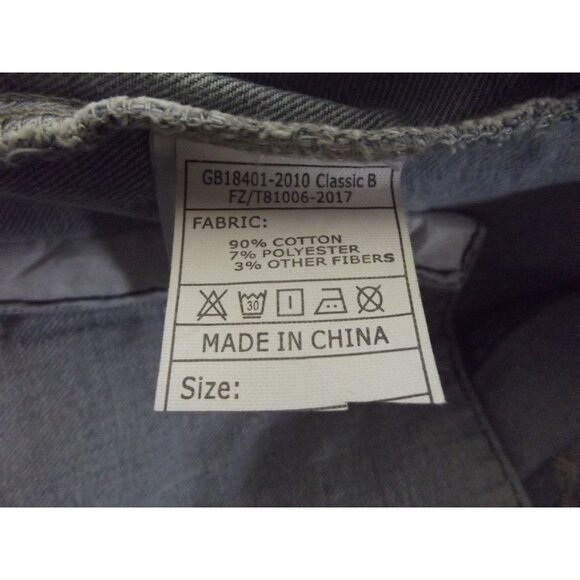 GB18401-2010 Classic B
FZ/T81006-2017
FABRIC:
90% COTTON
7% POLYESTER
3% OTHER FIBERS
30
MADE IN CHINA
Size: